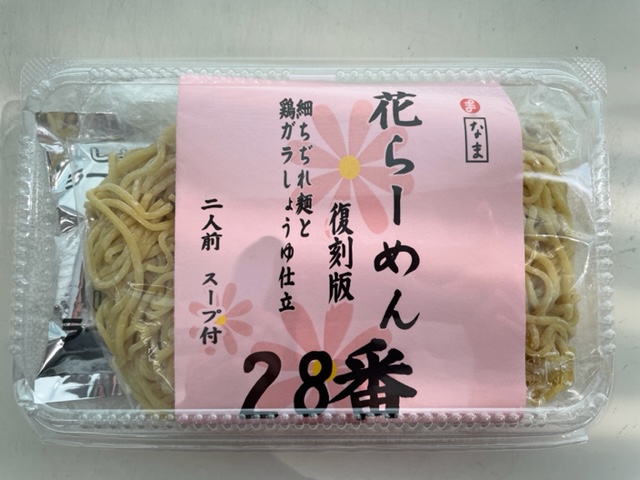 なま
花らーめん
復刻版
28番
細ちぢれ麺と
鶏ガラしょうゆ仕立
二人前 スープ付